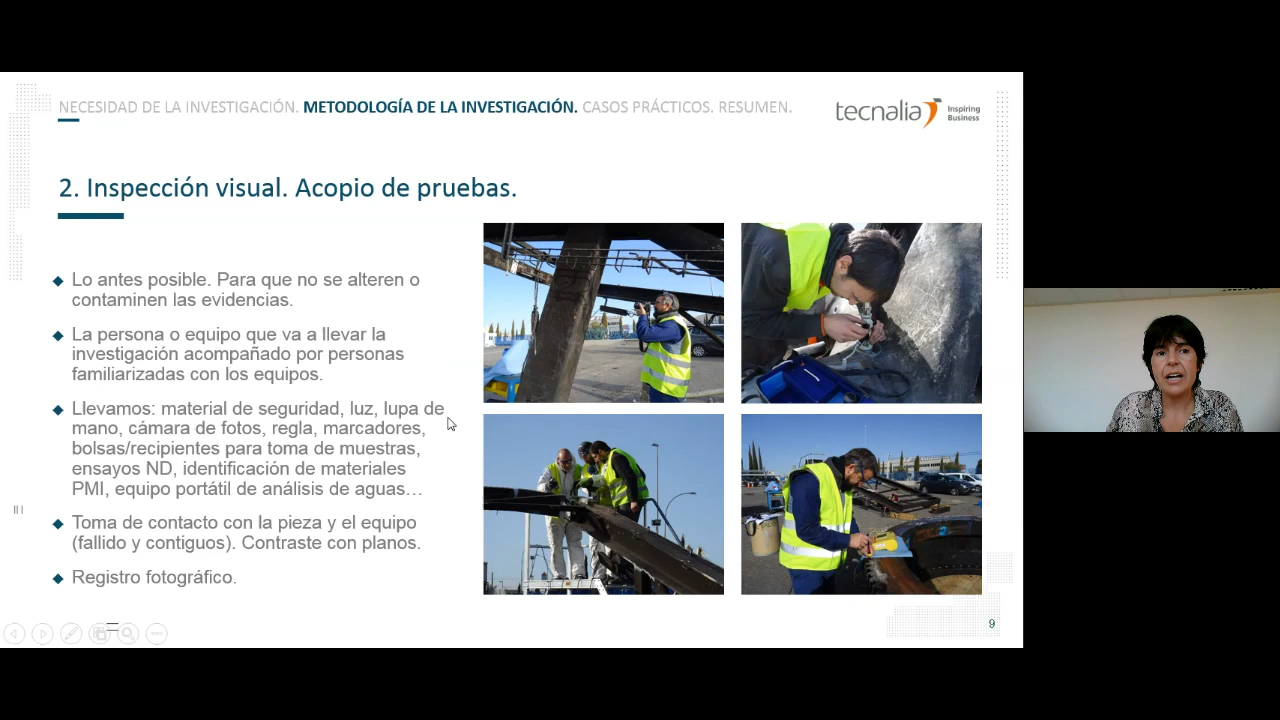 NECESIDAD DE LA INVESTIGACIÓN. METODOLOGÍA DE LA INVESTIGACIÓN. CASOS PRÁCTICOS. RESUMEN.
tecnalia Inspiring
Business
2. Inspección visual. Acopio de pruebas.
Lo antes posible. Para que no se alteren o
contaminen las evidencias.
La persona o equipo que va a llevar la
investigación acompañado por personas
familiarizadas con los equipos.
Llevamos: material de seguridad, luz, lupa de
mano, cámara de fotos, regla, marcadores,
bolsas/recipientes para toma de muestras,
ensayos ND, identificación de materiales
PMI, equipo portátil de análisis de aguas…
Toma de contacto con la pieza y el equipo
(fallido y contiguos). Contraste con planos.
Registro fotográfico.
9